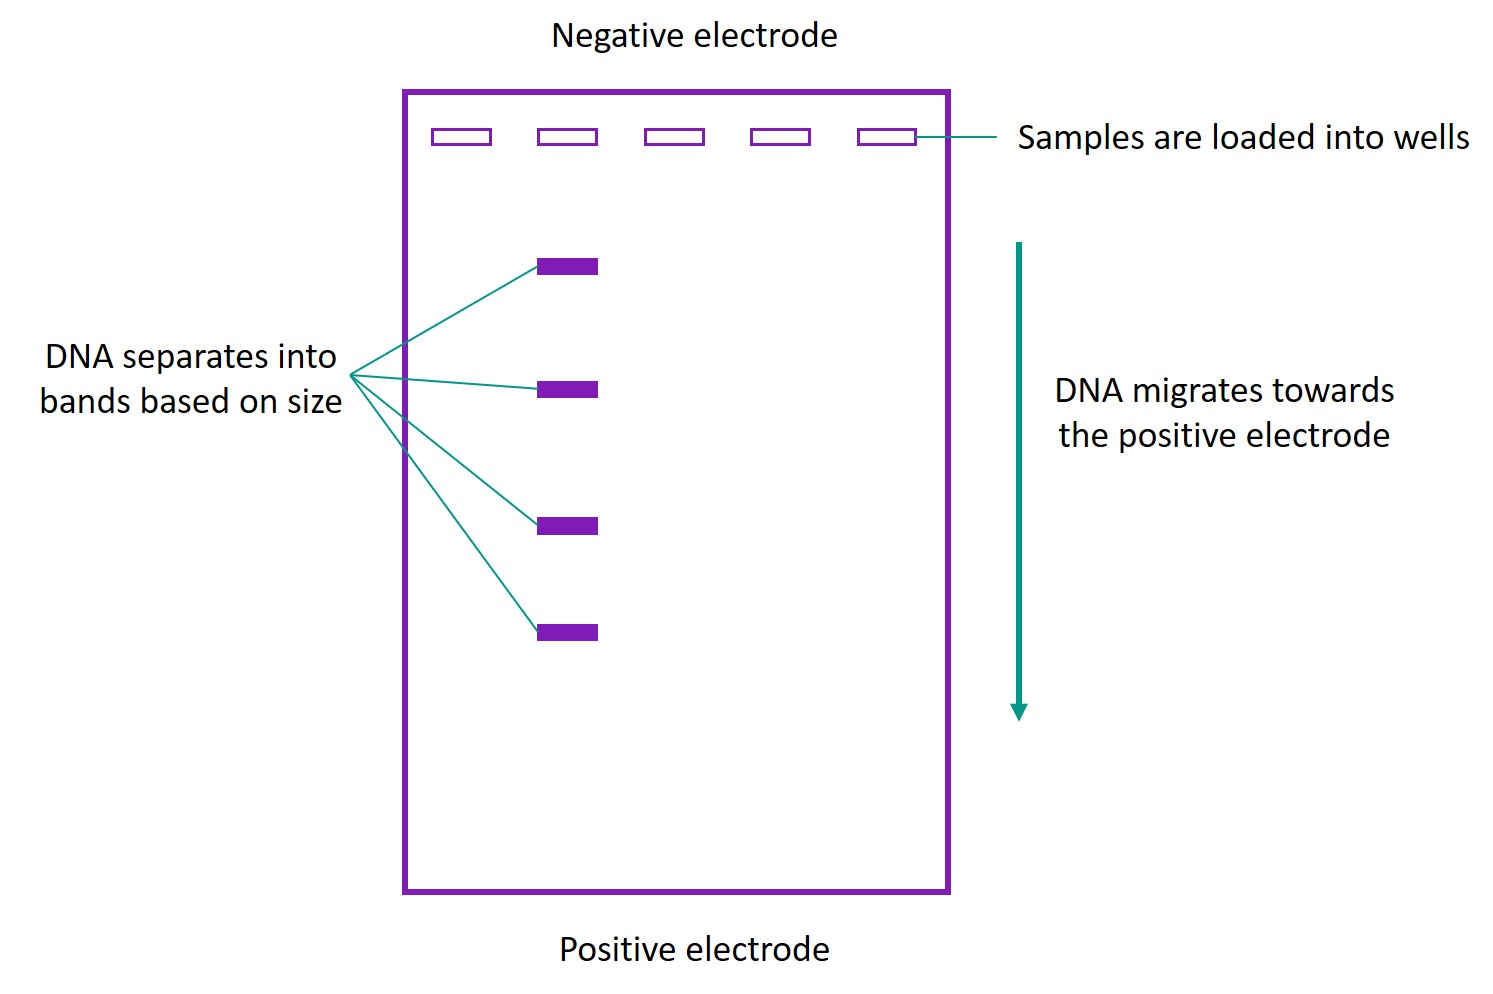 Negative electrode
Samples are loaded into wells
DNA separates into
bands based on size
DNA migrates towards
the positive electrode
Positive electrode